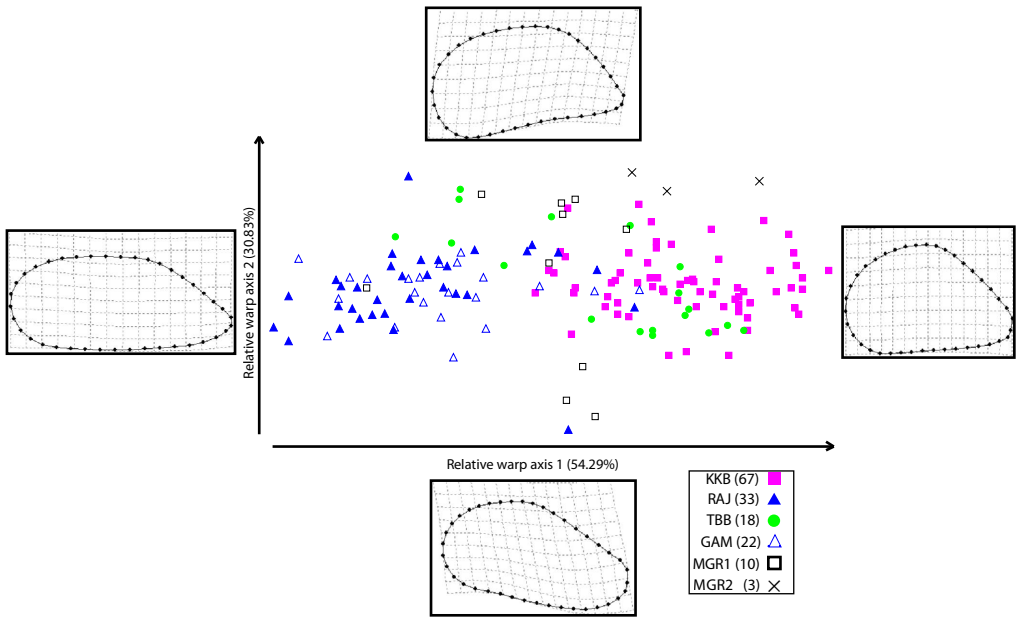 Relative warp axis 2 (30.83%)
Relative warp axis 1 (54.29%)
KKB (67)
RAJ (33)
TBB (18)
GAM (22)
MGR1 (10)
MGR2 (3)